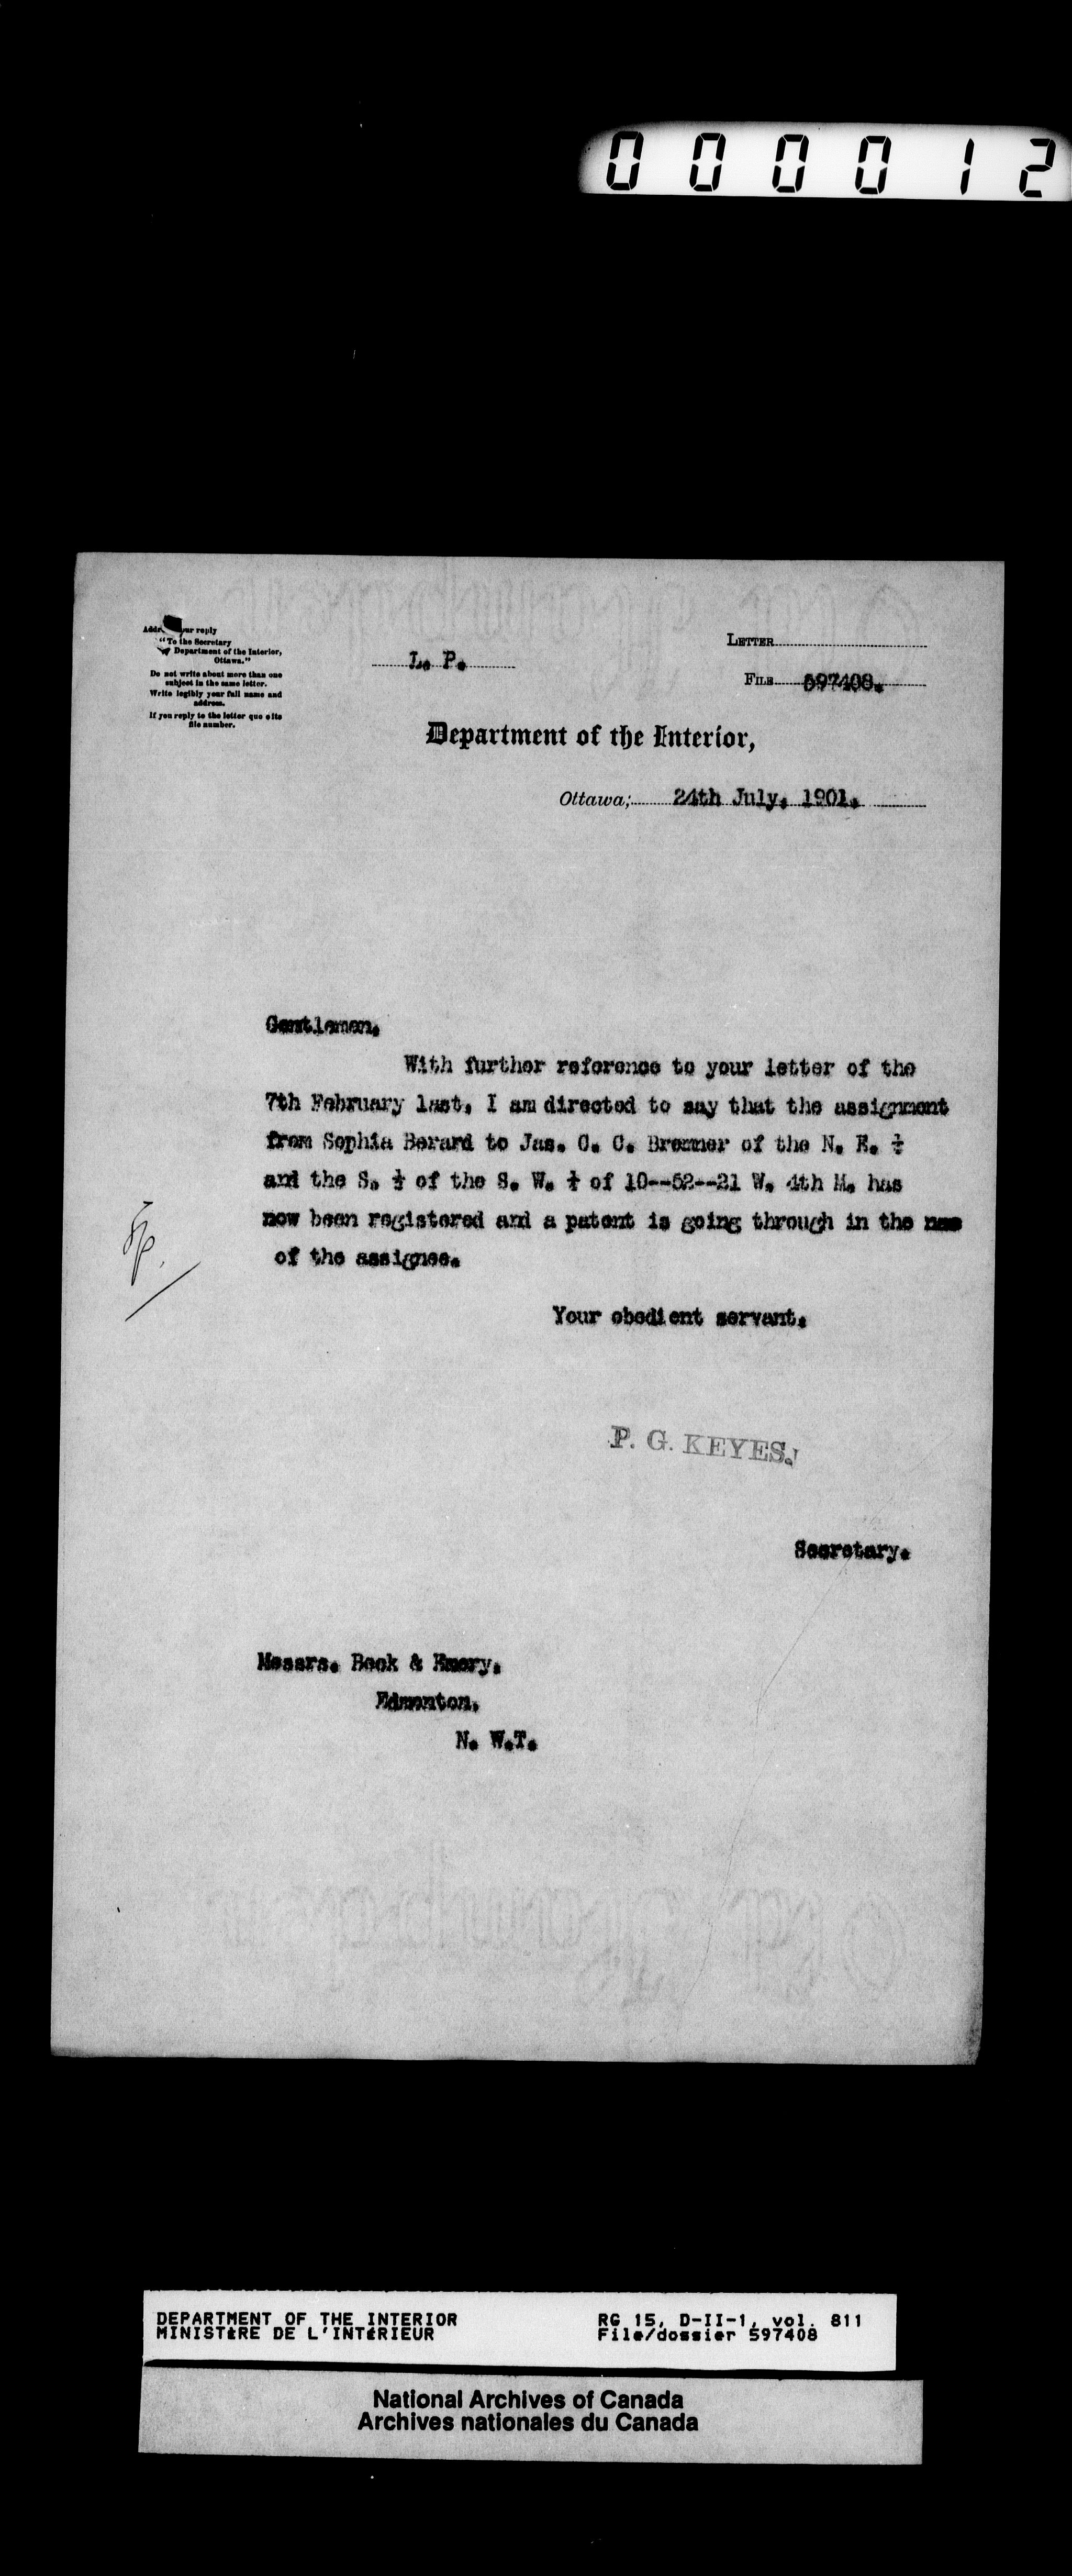 000012
Address your reply
"To the Secretary
Department of the Interior,
Ottawa."
Do not write about more than one
subject in the same letter.
Write legibly your full name and
address.
If you reply to the letter quo e its
file number.
L. P.
LETTER
FILE 597408.
Department of the Interior,
Ottawa, 24th July, 1901.
Gentlemen,
With further reference to your letter of the
7th February last, I am directed to say that the assignment
from Sophia Berard to Jas. C. C. Bremner of the N. E. ¼
and the S. ½ of the S. W. ¼ of 10--52--21 W. 4th M. has
now been registered and a patent is going through in the
of the assignee.
Your obedient servant,
P. G. KEYES,
Secretary.
Messrs. Beck & Emery,
Edmonton,
N. W.T.
DEPARTMENT OF THE INTERIOR
MINISTÈRE DE L'INTÉRIEUR
RG 15, D-II-1, vol. 811
File/dossier 597408
National Archives of Canada
Archives nationales du Canada